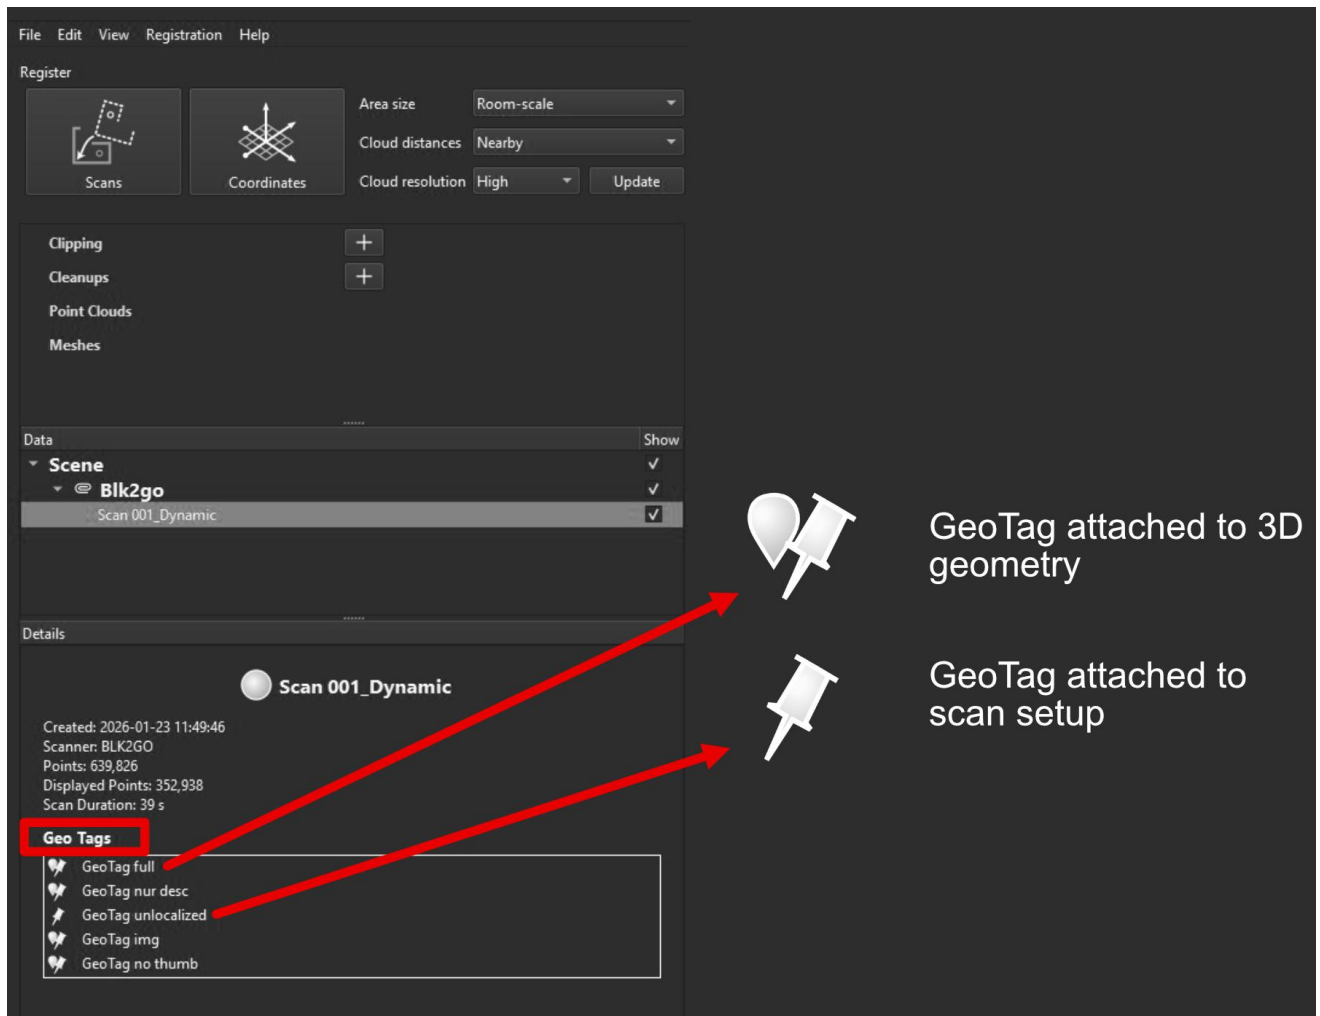 File Edit View Registration Help
Register
Scans
Coordinates
Area size Room-scale
Cloud distances Nearby
Cloud resolution High Update
Clipping
Cleanups
Point Clouds
Meshes
Data Show
Scene
Blk2go
Scan 001_Dynamic
Details
Scan 001_Dynamic
Created: 2026-01-23 11:49:46
Scanner: BLK2GO
Points: 639,826
Displayed Points: 352,938
Scan Duration: 39 s
Geo Tags
GeoTag full
GeoTag nur desc
GeoTag unlocalized
GeoTag img
GeoTag no thumb
GeoTag attached to 3D
geometry
GeoTag attached to
scan setup